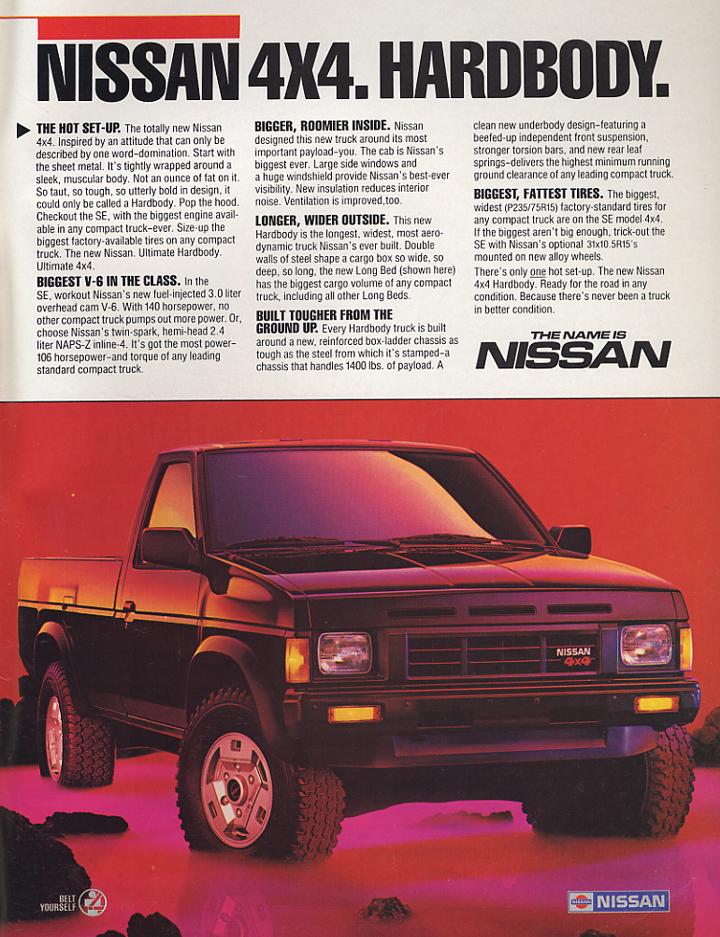 NISSAN 4X4. HARDBODY.
THE HOT SET-UP. The totally new Nissan
4x4. Inspired by an attitude that can only be
described by one word–domination. Start with
the sheet metal. It's tightly wrapped around a
sleek, muscular body. Not an ounce of fat on it.
So taut, so tough, so utterly bold in design, it
could only be called a Hardbody. Pop the hood.
Checkout the SE, with the biggest engine avail-
able in any compact truck–ever. Size-up the
biggest factory-available tires on any compact
truck. The new Nissan. Ultimate Hardbody.
Ultimate 4x4.
BIGGEST V-6 IN THE CLASS. In the
SE, workout Nissan's new fuel-injected 3.0 liter
overhead cam V-6. With 140 horsepower, no
other compact truck pumps out more power. Or,
choose Nissan's twin-spark, hemi-head 2.4
liter NAPS-Z inline-4. It's got the most power–
106 horsepower–and torque of any leading
standard compact truck.
BIGGER, ROOMIER INSIDE. Nissan
designed this new truck around its most
important payload–you. The cab is Nissan's
biggest ever. Large side windows and
a huge windshield provide Nissan's best-ever
visibility. New insulation reduces interior
noise. Ventilation is improved,too.
LONGER, WIDER OUTSIDE. This new
Hardbody is the longest, widest, most aero-
dynamic truck Nissan's ever built. Double
walls of steel shape a cargo box so wide, so
deep, so long, the new Long Bed (shown here)
has the biggest cargo volume of any compact
truck, including all other Long Beds.
BUILT TOUGHER FROM THE
GROUND UP. Every Hardbody truck is built
around a new, reinforced box-ladder chassis as
tough as the steel from which it's stamped–a
chassis that handles 1400 lbs. of payload. A
clean new underbody design–featuring a
beefed-up independent front suspension,
stronger torsion bars, and new rear leaf
springs–delivers the highest minimum running
ground clearance of any leading compact truck.
BIGGEST, FATTEST TIRES. The biggest,
widest (P235/75R15) factory-standard tires for
any compact truck are on the SE model 4x4.
If the biggest aren't big enough, trick-out the
SE with Nissan's optional 31x10.5R15's
mounted on new alloy wheels.
There's only one hot set-up. The new Nissan
4x4 Hardbody. Ready for the road in any
condition. Because there's never been a truck
in better condition.
THE NAME IS
NISSAN
NISSAN
4x4
BELT
YOURSELF
NISSAN NISSAN